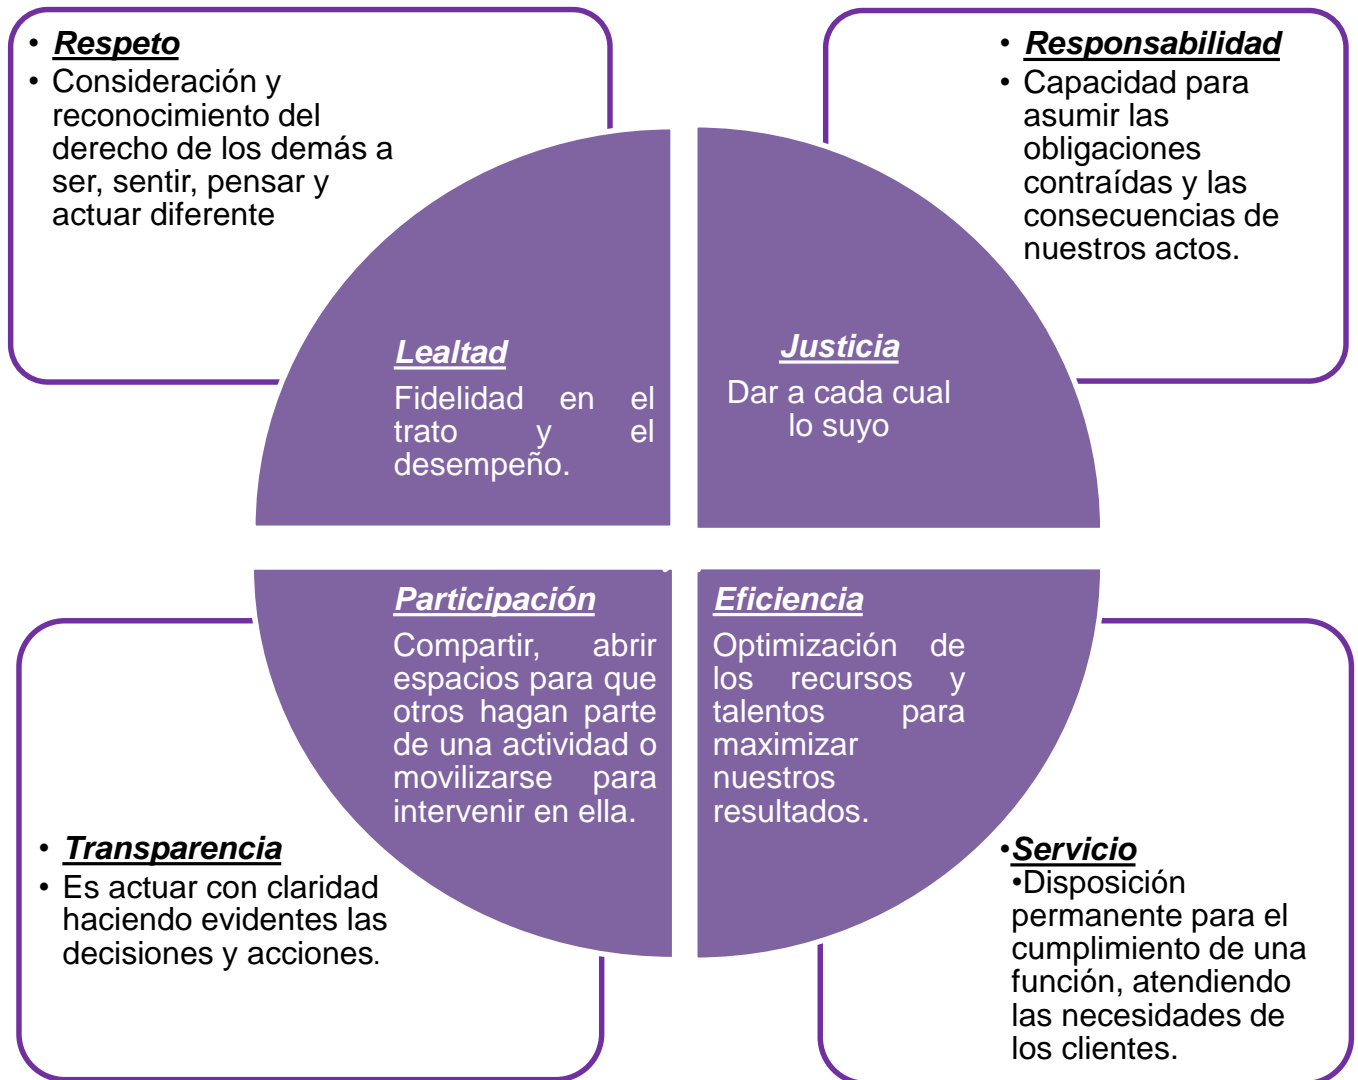 • Respeto
• Consideración y
reconocimiento del
derecho de los demás a
ser, sentir, pensar y
actuar diferente
• Responsabilidad
• Capacidad para
asumir las
obligaciones
contraídas y las
consecuencias de
nuestros actos.
Lealtad
Fidelidad en el
trato y el
desempeño.
Justicia
Dar a cada cual
lo suyo
Participación
Compartir, abrir
espacios para que
otros hagan parte
de una actividad o
movilizarse para
intervenir en ella.
Eficiencia
Optimización de
los recursos y
talentos para
maximizar
nuestros
resultados.
• Transparencia
• Es actuar con claridad
haciendo evidentes las
decisiones y acciones.
•Servicio
•Disposición
permanente para el
cumplimiento de una
función, atendiendo
las necesidades de
los clientes.